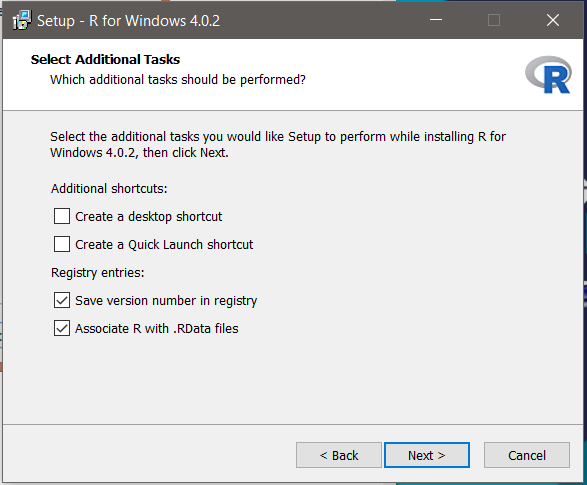 Setup - R for Windows 4.0.2
Select Additional Tasks
Which additional tasks should be performed?
R
Select the additional tasks you would like Setup to perform while installing R for
Windows 4.0.2, then click Next.
Additional shortcuts:
Create a desktop shortcut
Create a Quick Launch shortcut
Registry entries:
Save version number in registry
Associate R with .RData files
< Back
Next >
Cancel